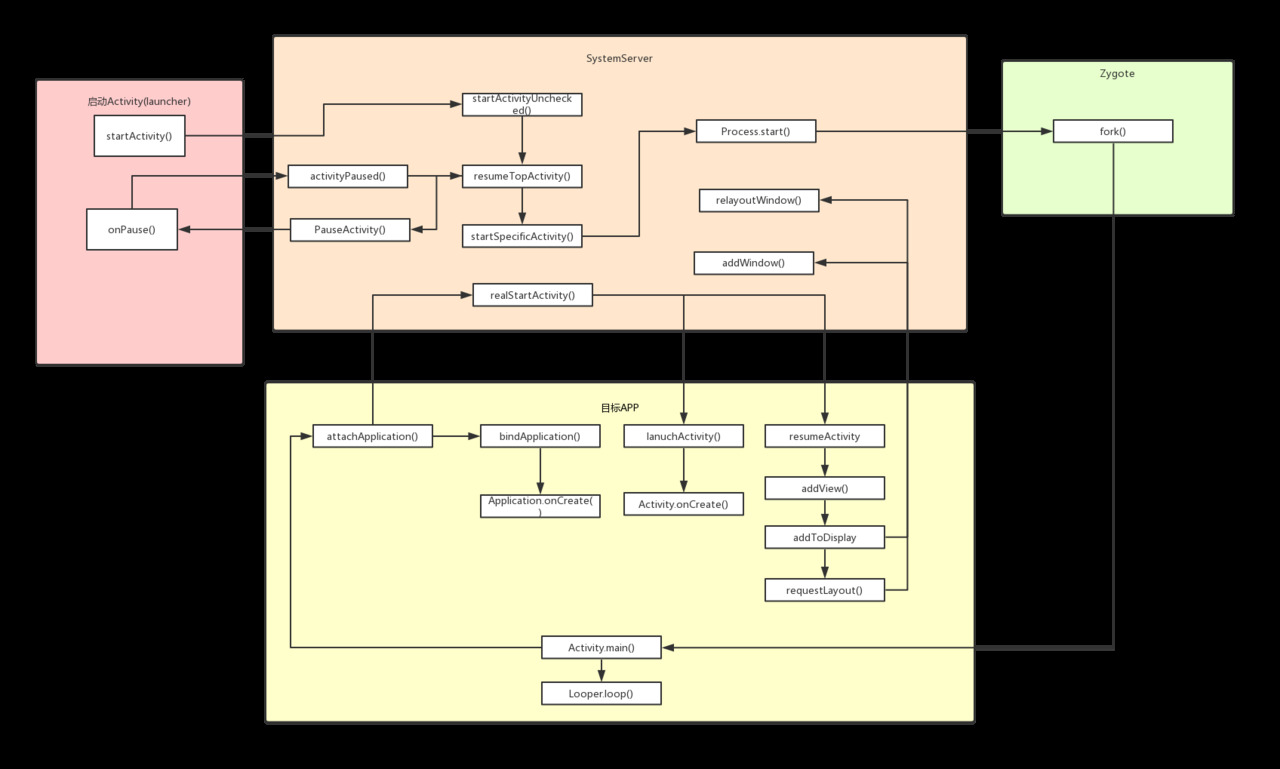 SystemServer
Zygote
启动Activity(launcher)
startActivity()
startActivityUncheck
ed()
Process.start()
fork()
activityPaused()
resumeTopActivity()
relayoutWindow()
onPause()
PauseActivity()
startSpecificActivity()
addWindow()
realStartActivity()
目标APP
attachApplication()
bindApplication()
lanuchActivity()
resumeActivity
Application.onCreate(
)
Activity.onCreate()
addView()
addToDisplay
requestLayout()
Activity.main()
Looper.loop()